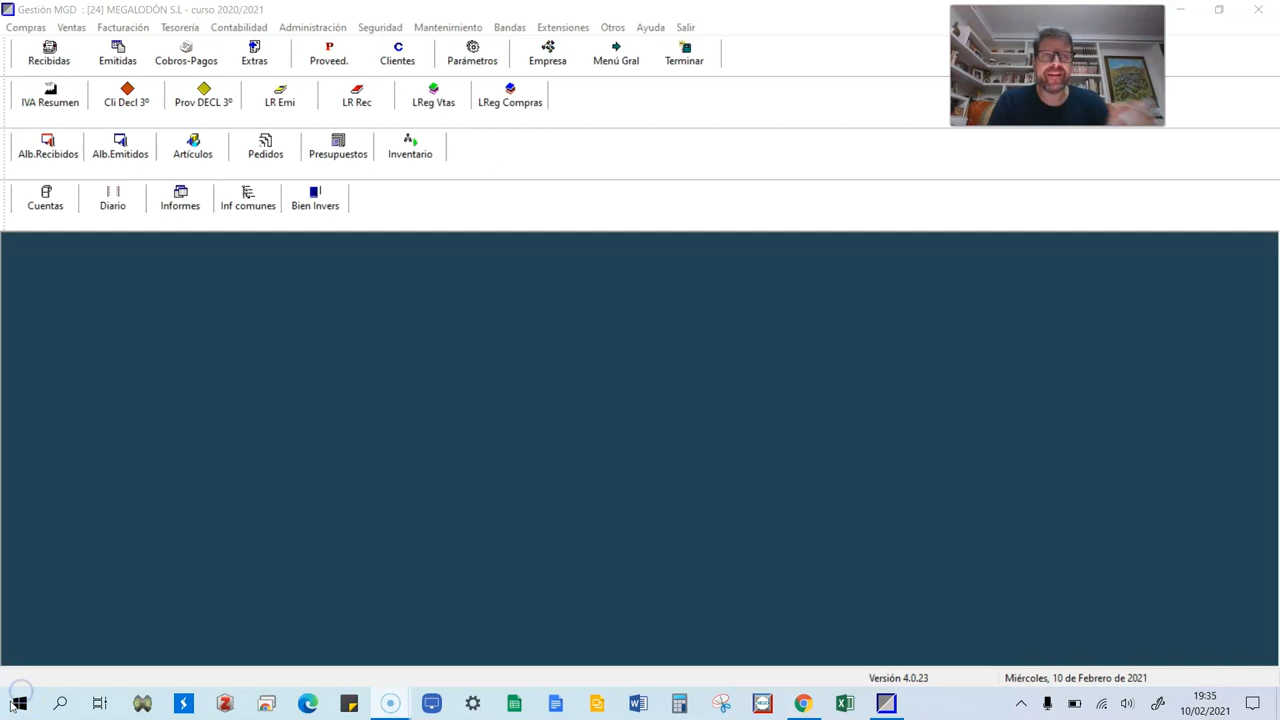 Gestión MGD : [24] MEGALODÓN S.L - curso 2020/2021
Compras Ventas Facturación Tesorería Contabilidad Administración Seguridad Mantenimiento Bandas Extensiones Otros Ayuda Salir
Recibidas Emitidas Cobros-Pagos Extras Proveed. Clientes Parámetros Empresa Menú Gral Terminar
IVA Resumen Cli Decl 3º Prov DECL 3º LR Emi LR Rec LReg Vtas LReg Compras
Alb.Recibidos Alb.Emitidos Artículos Pedidos Presupuestos Inventario
Cuentas Diario Informes Inf comunes Bien Invers
Versión 4.0.23 Miércoles, 10 de Febrero de 2021
19:35
10/02/2021